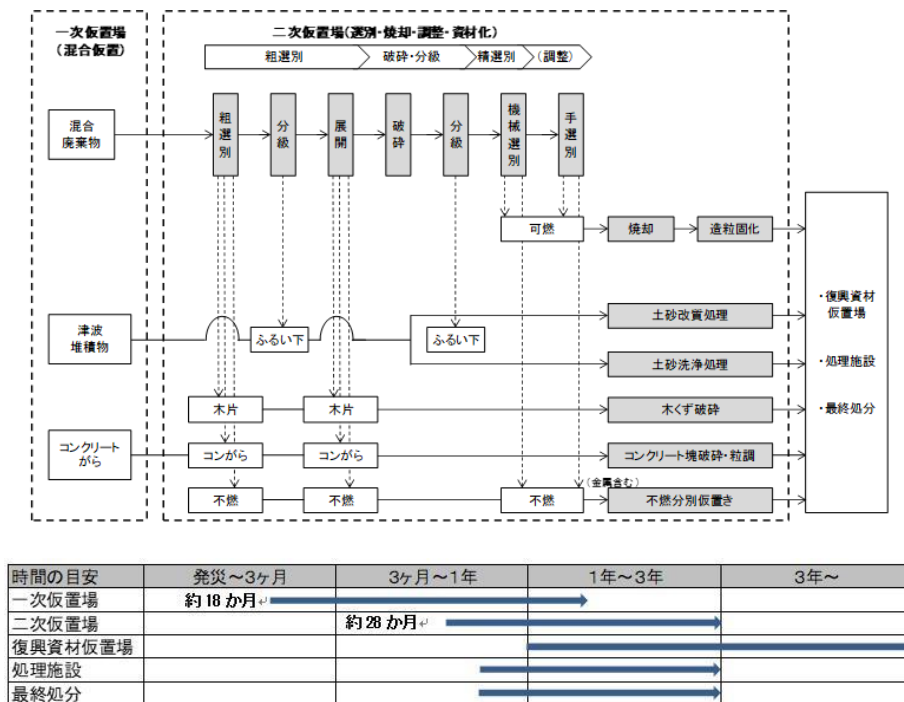 一次仮置場
(混合仮置)
二次仮置場(選別・焼却・調整・資材化)
粗選別
破砕・分級
精選別
(調整)
混合
廃棄物
粗選別
分級
展開
破砕
分級
機械選別
手選別
可燃
焼却
造粒固化
津波
堆積物
ふるい下
ふるい下
土砂改質処理
土砂洗浄処理
・復興資材
仮置場
・処理施設
・最終処分
木片
木片
木くず破砕
コンクリート
がら
コンがら
コンがら
コンクリート塊破砕・粒調
不燃
不燃
不燃
(金属含む)
不燃分別仮置き
時間の目安 発災～3ヶ月 3ヶ月～1年 1年～3年 3年～
一次仮置場 約18か月↵
二次仮置場 約28か月↵
復興資材仮置場
処理施設
最終処分